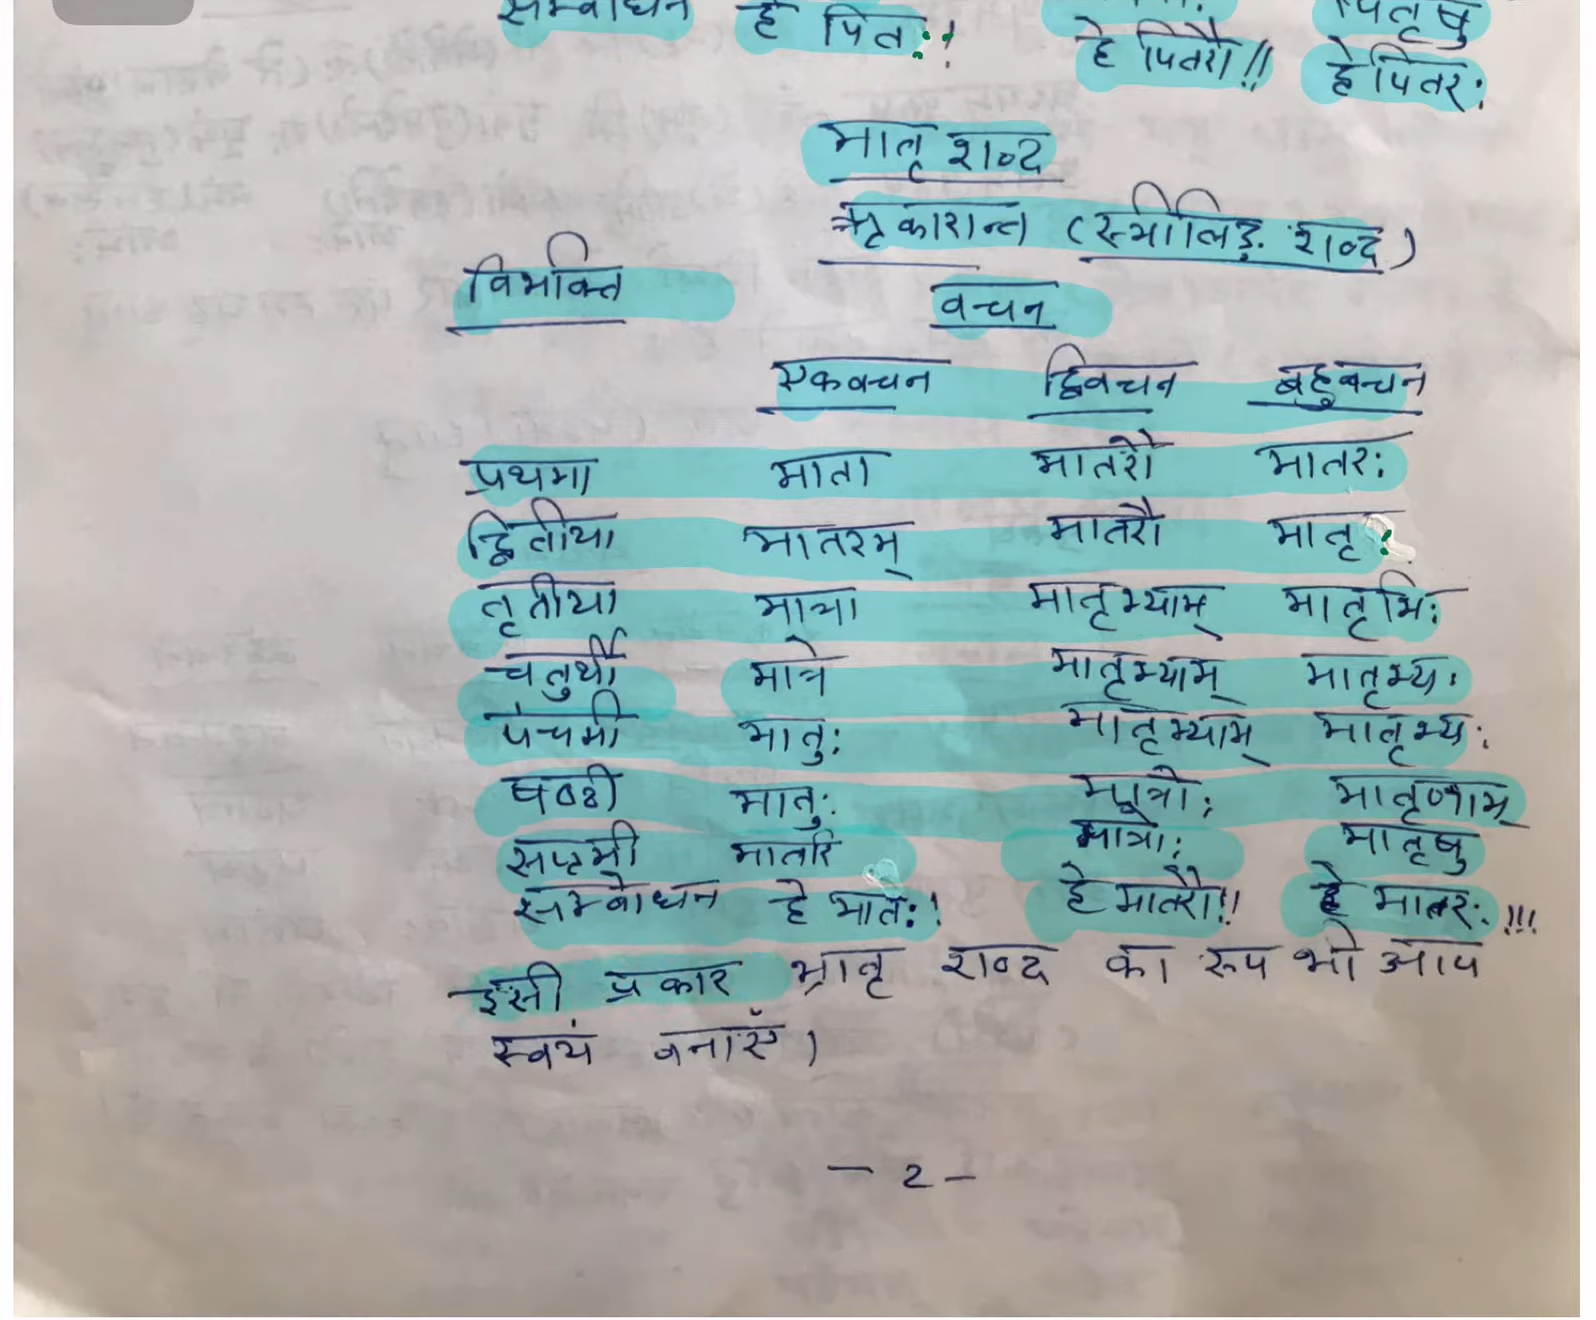 सम्बोधन हे पितः! हे पितरौ!! पितृषु
हे पितरः
मातृ शब्द
ऋकारान्त (स्त्रीलिङ्ग शब्द)
विभक्ति वचन
एकवचन द्विवचन बहुवचन
प्रथमा माता मातरौ मातरः
द्वितीया मातरम् मातरौ मातृः
तृतीया मात्रा मातृभ्याम् मातृभिः
चतुर्थी मात्रे मातृभ्याम् मातृभ्यः
पंचमी मातुः मातृभ्याम् मातृभ्यः
षष्ठी मातुः मात्रोः मातृणाम्
सप्तमी मातरि मात्रोः मातृषु
सम्बोधन हे मातः! हे मातरौ!! हे मातरः!!!
इसी प्रकार भ्रातृ शब्द का रूप भी आप
स्वयं बनाएँ।
- 2 -